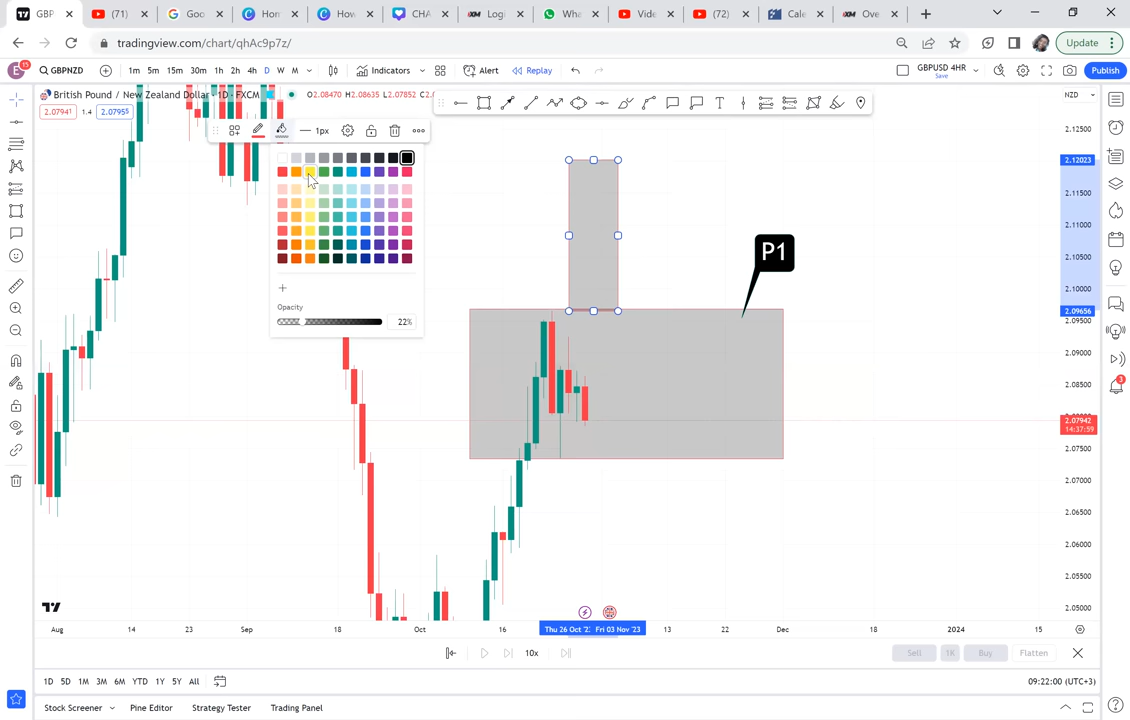 GBP
(71)
Goo
Hon
How
CHA
Logi
Wha
Vide
(72)
Cale
Ove
tradingview.com/chart/qhAc9p7z/
Update
E
15
GBPNZD
1m 5m 15m 30m 1h 2h 4h D W M
Indicators
Alert
Replay
GBPUSD 4HR
Save
Publish
British Pound / New Zealand Dollar · 1D · FXCM
O2.08470 H2.08635 L2.07852 C2.
NZD
2.07941
1.4
2.07955
1px
Opacity
22%
P1
2.12500
2.12023
2.11500
2.11000
2.10500
2.10000
2.09656
2.09500
2.09000
2.08500
2.07942
14:37:59
2.07500
2.07000
2.06500
2.06000
2.05500
2.05000
3
Aug 14 23 Sep 18 Oct 16 Thu 26 Oct '2 Fri 03 Nov '23 13 22 Dec 18 2024 15
10x
Sell
1K
Buy
Flatten
1D 5D 1M 3M 6M YTD 1Y 5Y All
09:22:00 (UTC+3)
Stock Screener
Pine Editor
Strategy Tester
Trading Panel